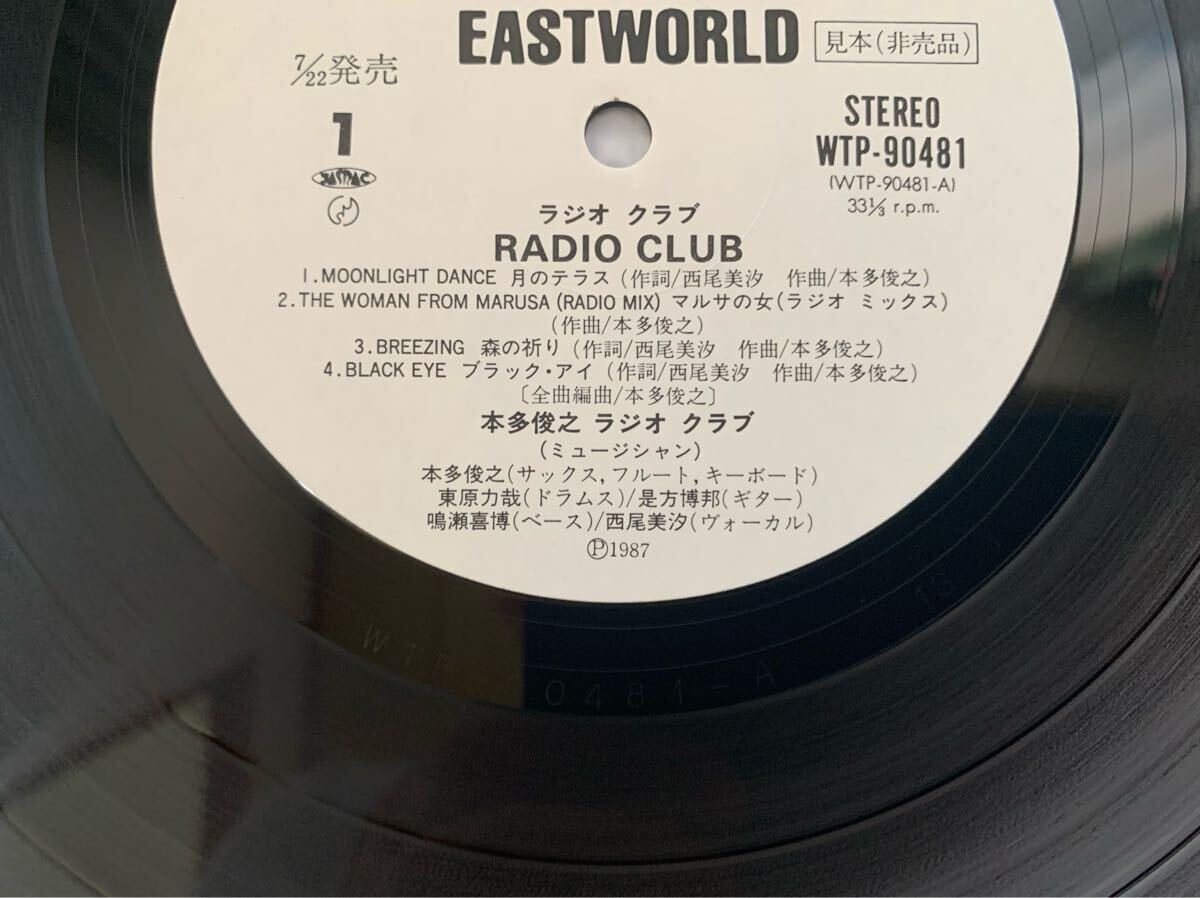 EASTWORLD
見本(非売品)
7/22発売
1
JASRAC
STEREO
WTP-90481
(WTP-90481-A)
33⅓ r.p.m.
ラジオ クラブ
RADIO CLUB
1.MOONLIGHT DANCE 月のテラス (作詞/西尾美汐 作曲/本多俊之)
2.THE WOMAN FROM MARUSA (RADIO MIX) マルサの女(ラジオ ミックス)
(作曲/本多俊之)
3.BREEZING 森の祈り (作詞/西尾美汐 作曲/本多俊之)
4.BLACK EYE ブラック・アイ (作詞/西尾美汐 作曲/本多俊之)
〔全曲編曲/本多俊之〕
本多俊之 ラジオ クラブ
(ミュージシャン)
本多俊之(サックス,フルート,キーボード)
東原力哉(ドラムス)/是方博邦(ギター)
鳴瀬喜博(ベース)/西尾美汐(ヴォーカル)
Ⓟ1987
WTP 0481-A 1S